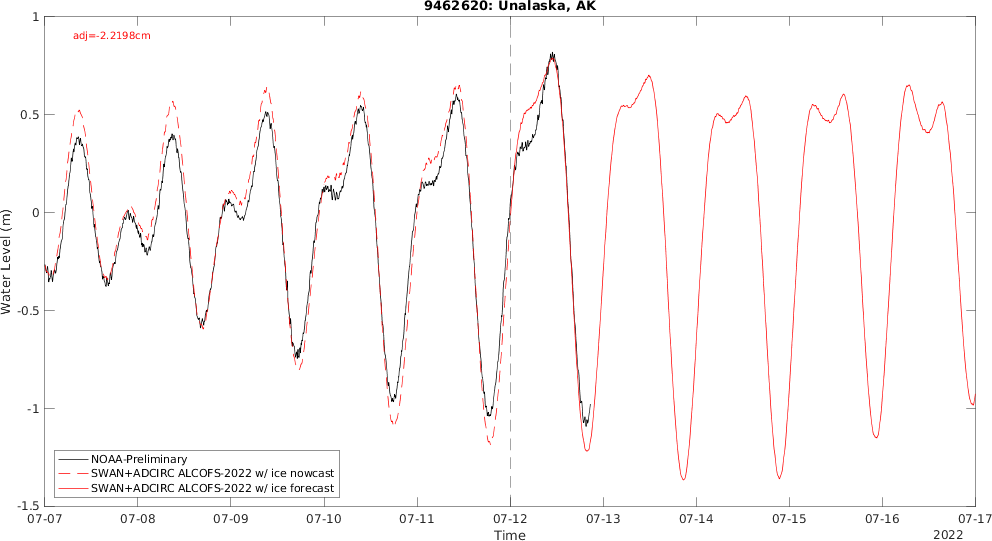 9462620: Unalaska, AK
adj=-2.2198cm
Water Level (m)
1
0.5
0
-0.5
-1
-1.5
NOAA-Preliminary
SWAN+ADCIRC ALCOFS-2022 w/ ice nowcast
SWAN+ADCIRC ALCOFS-2022 w/ ice forecast
07-07 07-08 07-09 07-10 07-11 07-12 07-13 07-14 07-15 07-16 07-17
Time
2022